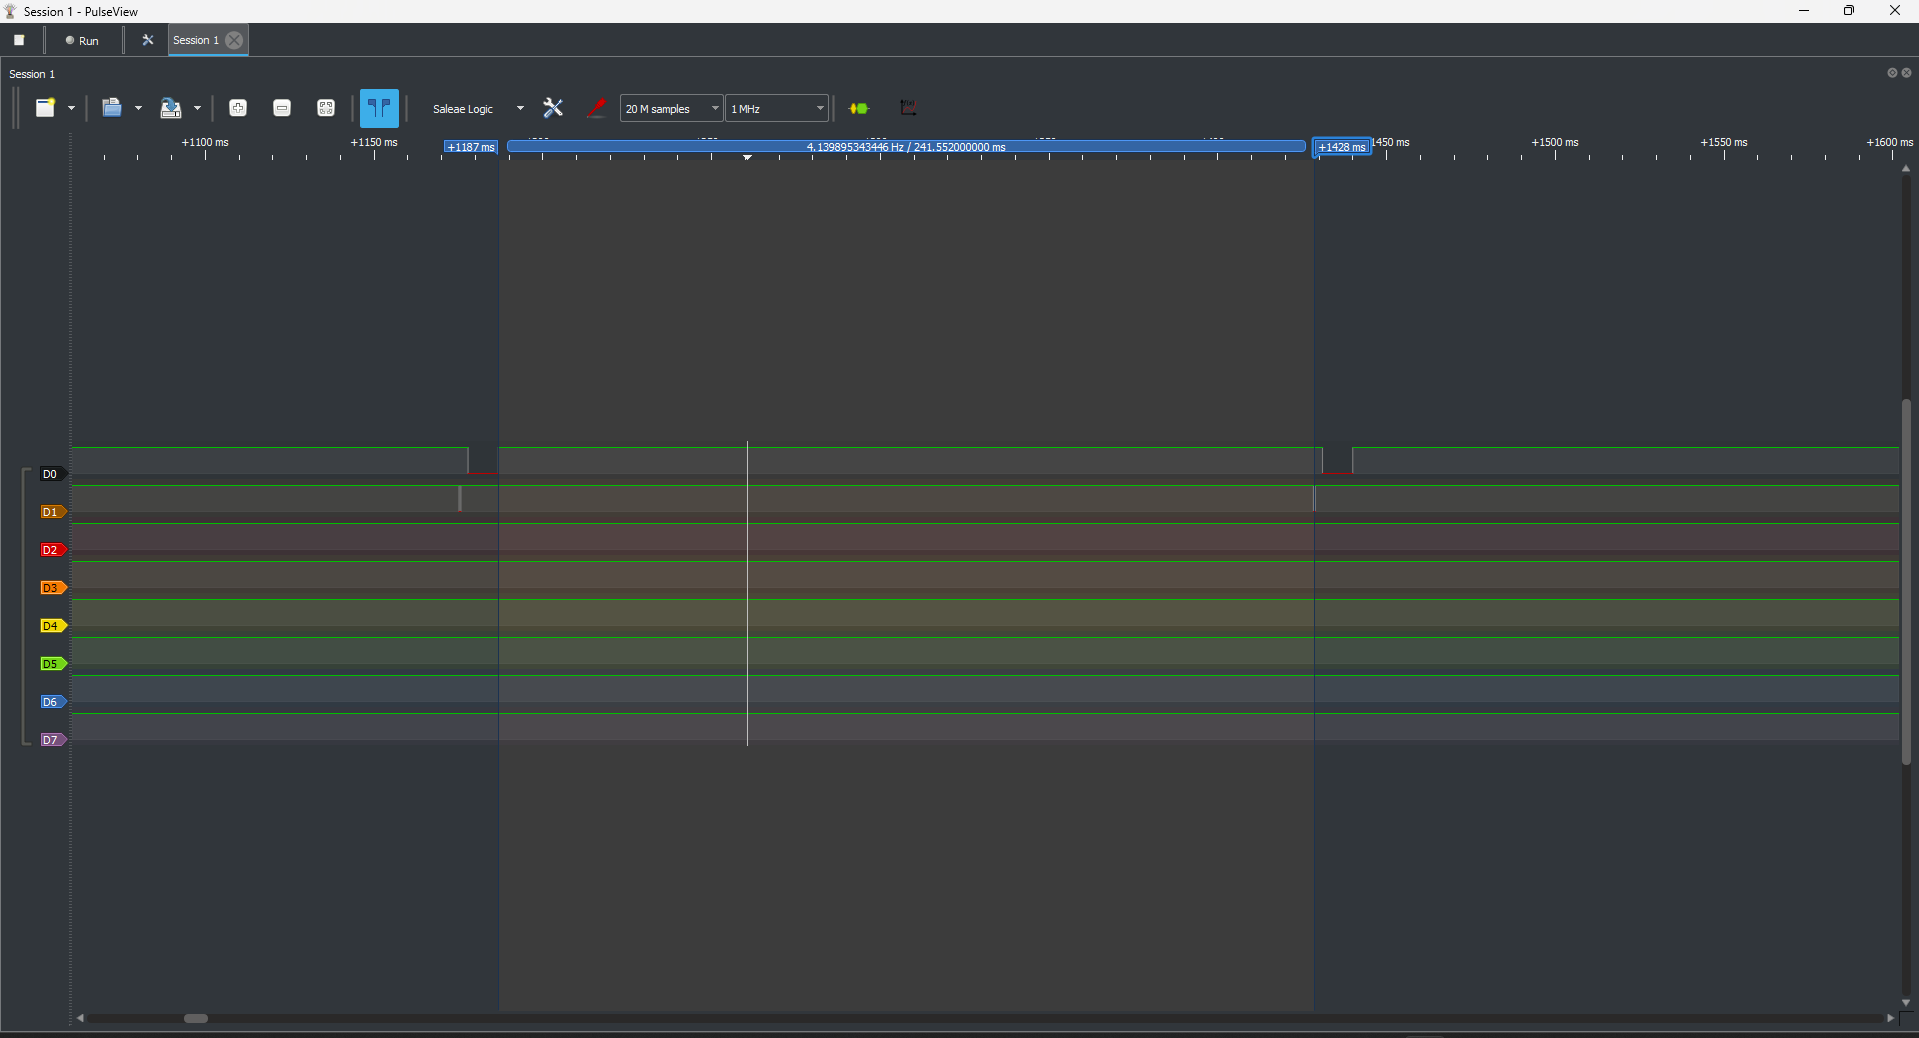 Session 1 - PulseView
Run
Session 1
Session 1
Saleae Logic
20 M samples
1 MHz
+1100 ms
+1150 ms
+1187 ms
4.139895343446 Hz / 241.552000000 ms
+1428 ms
1450 ms
+1500 ms
+1550 ms
+1600 ms
D0
D1
D2
D3
D4
D5
D6
D7